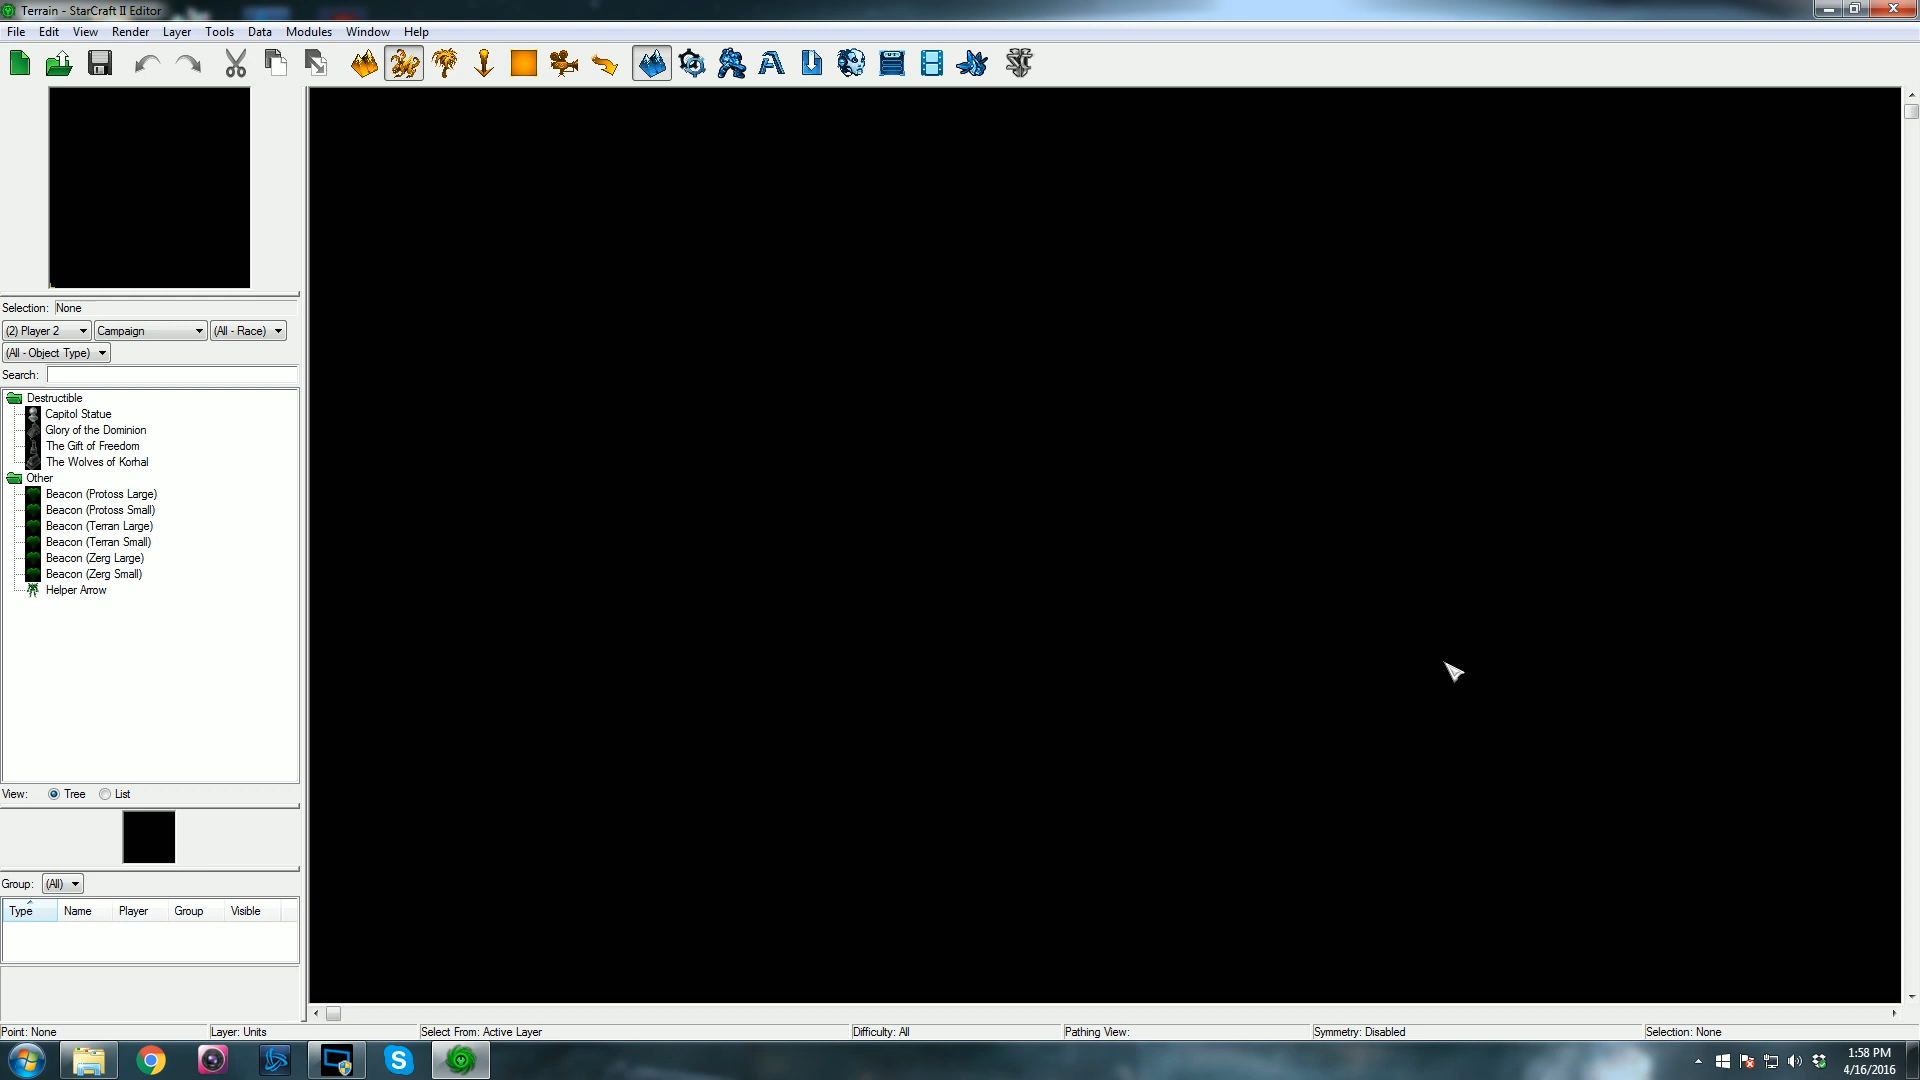 Terrain - StarCraft II Editor
File Edit View Render Layer Tools Data Modules Window Help
Selection: None
(2) Player 2 Campaign (All - Race)
(All - Object Type)
Search:
Destructible
Capitol Statue
Glory of the Dominion
The Gift of Freedom
The Wolves of Korhal
Other
Beacon (Protoss Large)
Beacon (Protoss Small)
Beacon (Terran Large)
Beacon (Terran Small)
Beacon (Zerg Large)
Beacon (Zerg Small)
Helper Arrow
View: Tree List
Group: (All)
Type Name Player Group Visible
Point: None Layer: Units Select From: Active Layer Difficulty: All Pathing View: Symmetry: Disabled Selection: None
1:58 PM
4/16/2016